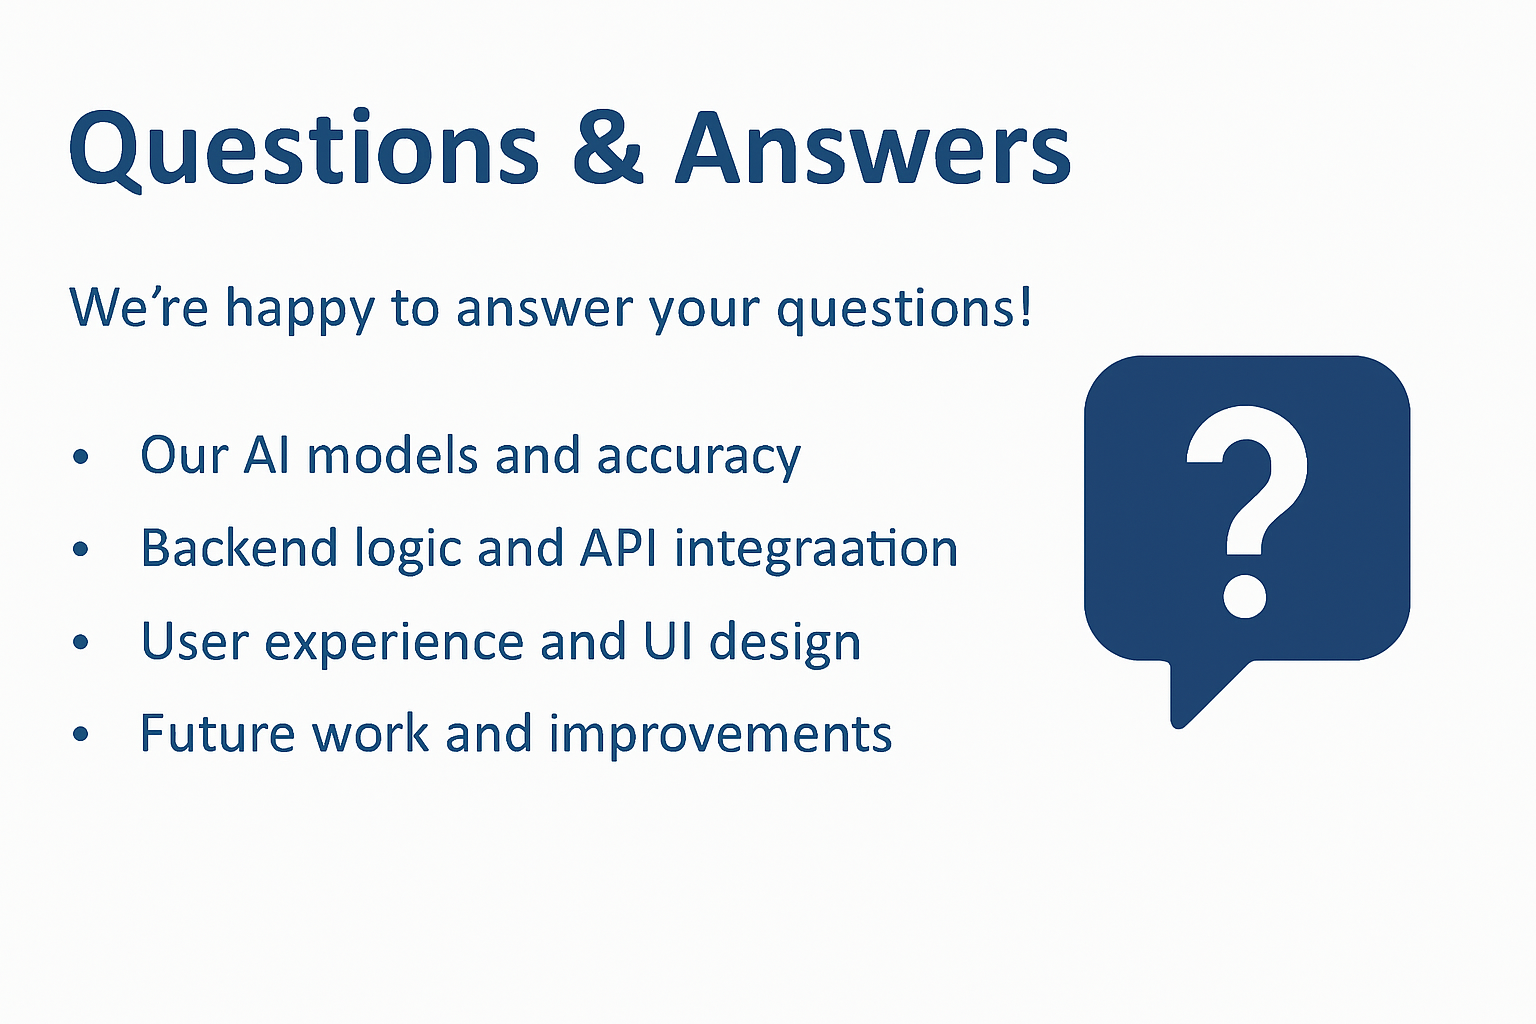 Questions & Answers
We're happy to answer your questions!
• Our AI models and accuracy
• Backend logic and API integraation
• User experience and UI design
• Future work and improvements
?